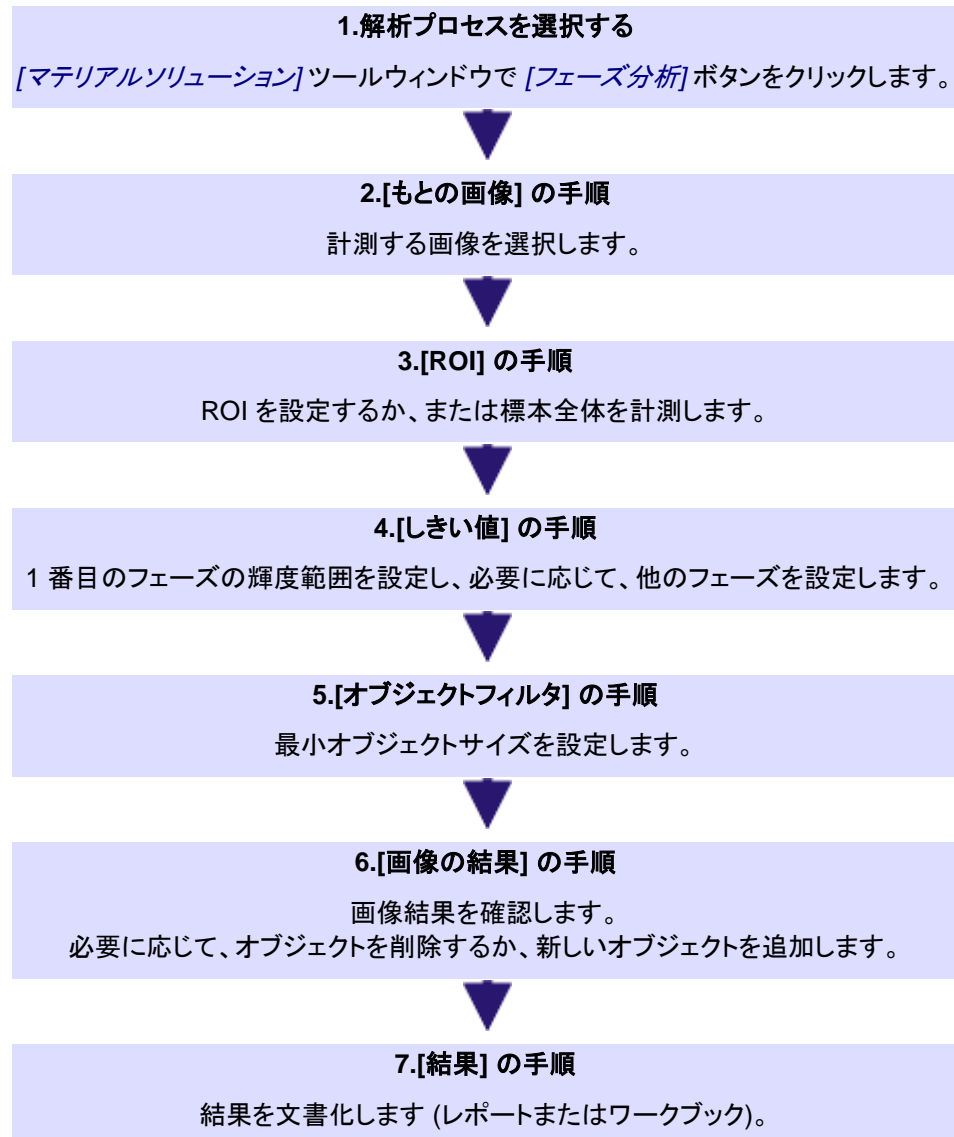 1.解析プロセスを選択する
[マテリアルソリューション] ツールウィンドウで [フェーズ分析] ボタンをクリックします。
2.[もとの画像] の手順
計測する画像を選択します。
3.[ROI] の手順
ROI を設定するか、または標本全体を計測します。
4.[しきい値] の手順
1 番目のフェーズの輝度範囲を設定し、必要に応じて、他のフェーズを設定します。
5.[オブジェクトフィルタ] の手順
最小オブジェクトサイズを設定します。
6.[画像の結果] の手順
画像結果を確認します。
必要に応じて、オブジェクトを削除するか、新しいオブジェクトを追加します。
7.[結果] の手順
結果を文書化します (レポートまたはワークブック)。